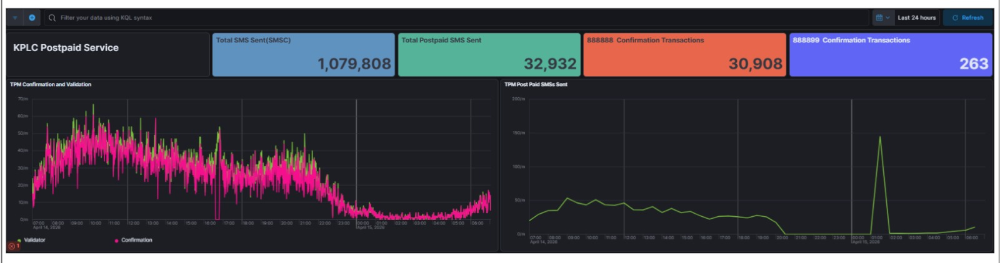 Filter your data using KQL syntax
Last 24 hours
Refresh
KPLC Postpaid Service
Total SMS Sent(SMSC)
1,079,808
Total Postpaid SMS Sent
32,932
888888 Confirmation Transactions
30,908
888899 Confirmation Transactions
263
TPM Confirmation and Validation
70/m
60/m
50/m
40/m
30/m
20/m
10/m
0/m
07:00 08:00 09:00 10:00 11:00 12:00 13:00 14:00 15:00 16:00 17:00 18:00 19:00 20:00 21:00 22:00 23:00 00:00 01:00 02:00 03:00 04:00 05:00 06:00
April 14, 2026 April 15, 2026
Validator
Confirmation
1
TPM Post Paid SMSs Sent
200/m
150/m
100/m
50/m
0/m
07:00 08:00 09:00 10:00 11:00 12:00 13:00 14:00 15:00 16:00 17:00 18:00 19:00 20:00 21:00 22:00 23:00 00:00 01:00 02:00 03:00 04:00 05:00 06:00
April 14, 2026 April 15, 2026